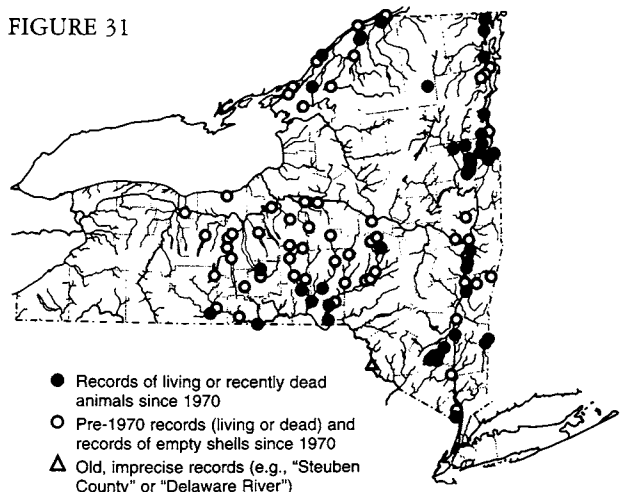 FIGURE 31
● Records of living or recently dead
animals since 1970
○ Pre-1970 records (living or dead) and
records of empty shells since 1970
△ Old, imprecise records (e.g., "Steuben
County" or "Delaware River")